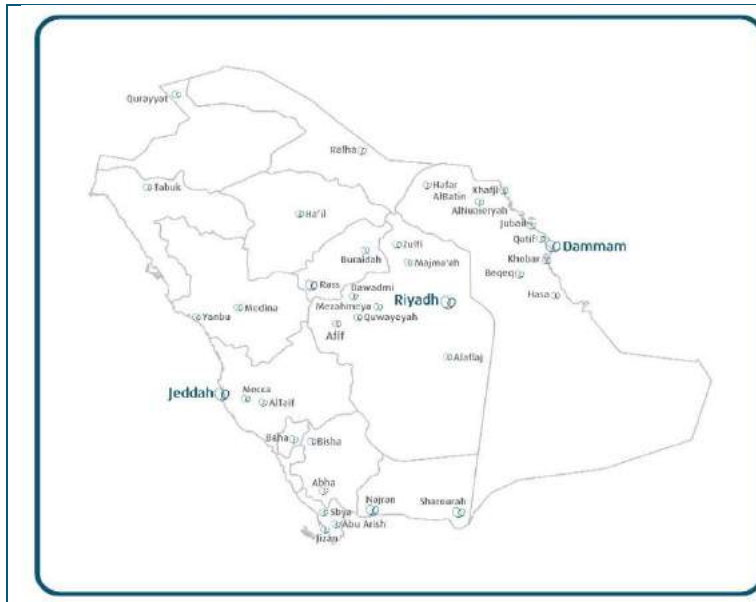 Qurayyat
Rafha
Tabuk
Hafar
AlBatin
Khafji
AlNuaieryah
Ha'il
Jubail
Qatif
Dammam
Zulfi
Buraidah
Majma'ah
Khobar
Beqeq
Rass
Dawadmi
Riyadh
Hasa
Medina
Mezahmeya
Yanbu
Quwayeyah
Afif
Alaflaj
Jeddah
Mecca
AlTaif
Baha
Bisha
Abha
Najran
Sharourah
Sbya
Abu Arish
Jizan